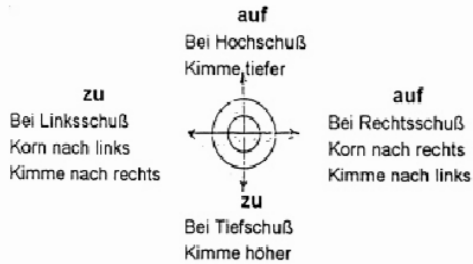 auf
Bei Hochschuß
Kimme tiefer
zu
Bei Linksschuß
Korn nach links
Kimme nach rechts
auf
Bei Rechtsschuß
Korn nach rechts
Kimme nach links
zu
Bei Tiefschuß
Kimme höher